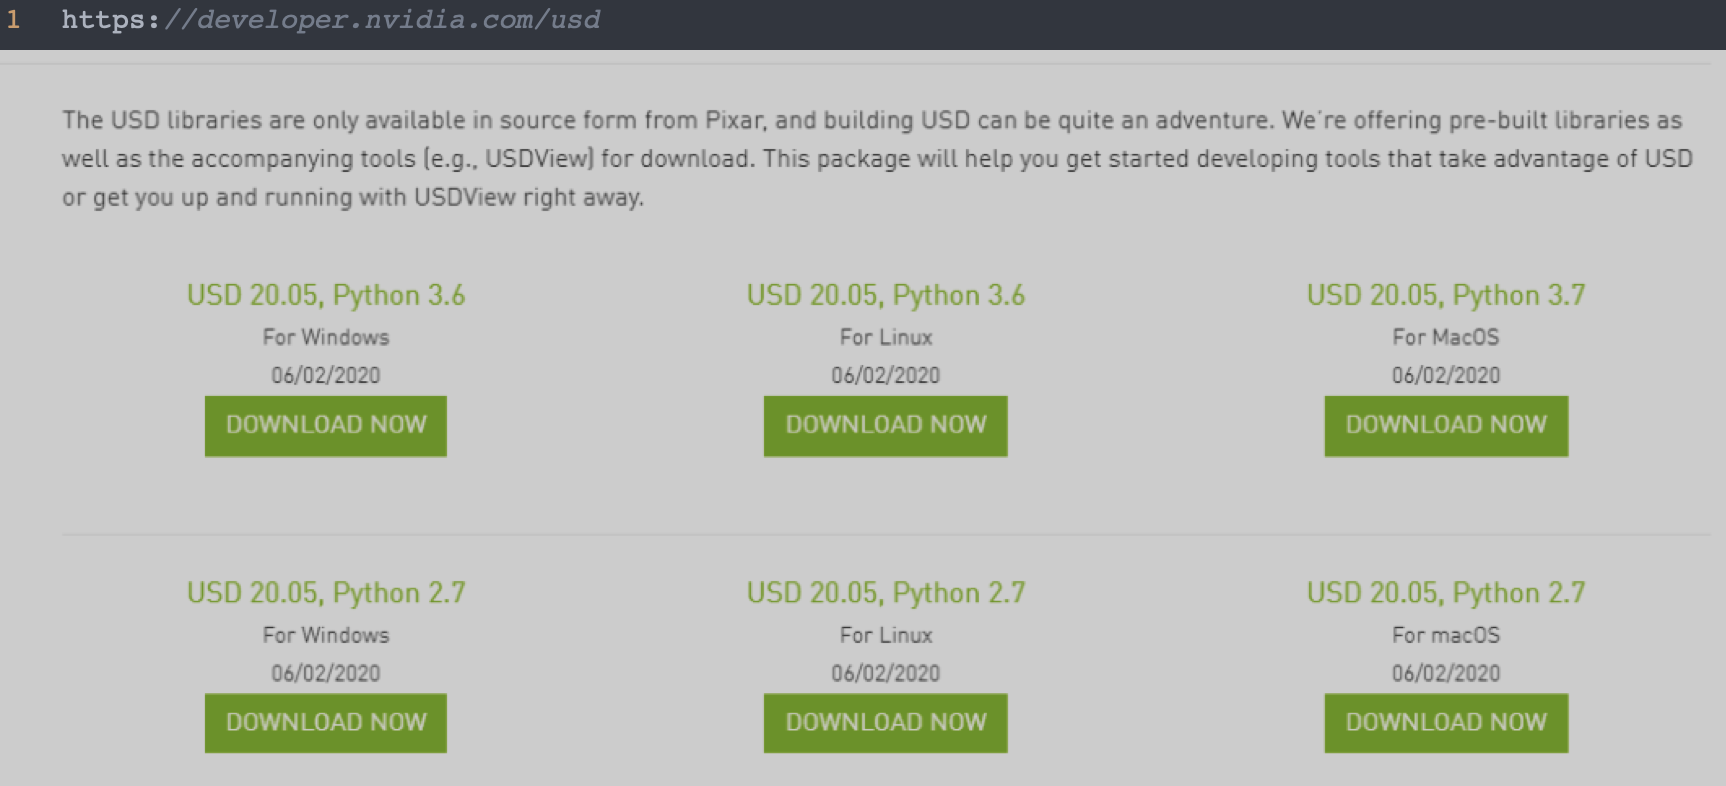 1 https://developer.nvidia.com/usd
The USD libraries are only available in source form from Pixar, and building USD can be quite an adventure. We're offering pre-built libraries as
well as the accompanying tools (e.g., USDView) for download. This package will help you get started developing tools that take advantage of USD
or get you up and running with USDView right away.
USD 20.05, Python 3.6
For Windows
06/02/2020
DOWNLOAD NOW
USD 20.05, Python 3.6
For Linux
06/02/2020
DOWNLOAD NOW
USD 20.05, Python 3.7
For MacOS
06/02/2020
DOWNLOAD NOW
USD 20.05, Python 2.7
For Windows
06/02/2020
DOWNLOAD NOW
USD 20.05, Python 2.7
For Linux
06/02/2020
DOWNLOAD NOW
USD 20.05, Python 2.7
For macOS
06/02/2020
DOWNLOAD NOW